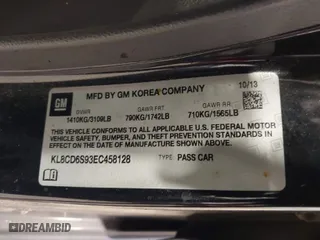 GM
MFD BY GM KOREA COMPANY
10/13
GVWR GAWR FRT GAWR RR
1410KG/3109LB 790KG/1742LB 710KG/1565LB
THIS VEHICLE CONFORMS TO ALL APPLICABLE U.S. FEDERAL MOTOR
VEHICLE SAFETY, BUMPER, AND THEFT PREVENTION STANDARDS IN
EFFECT ON THE DATE OF MANUFACTURE SHOWN ABOVE.
KL8CD6S93EC458128 TYPE: PASS CAR
DREAMBID